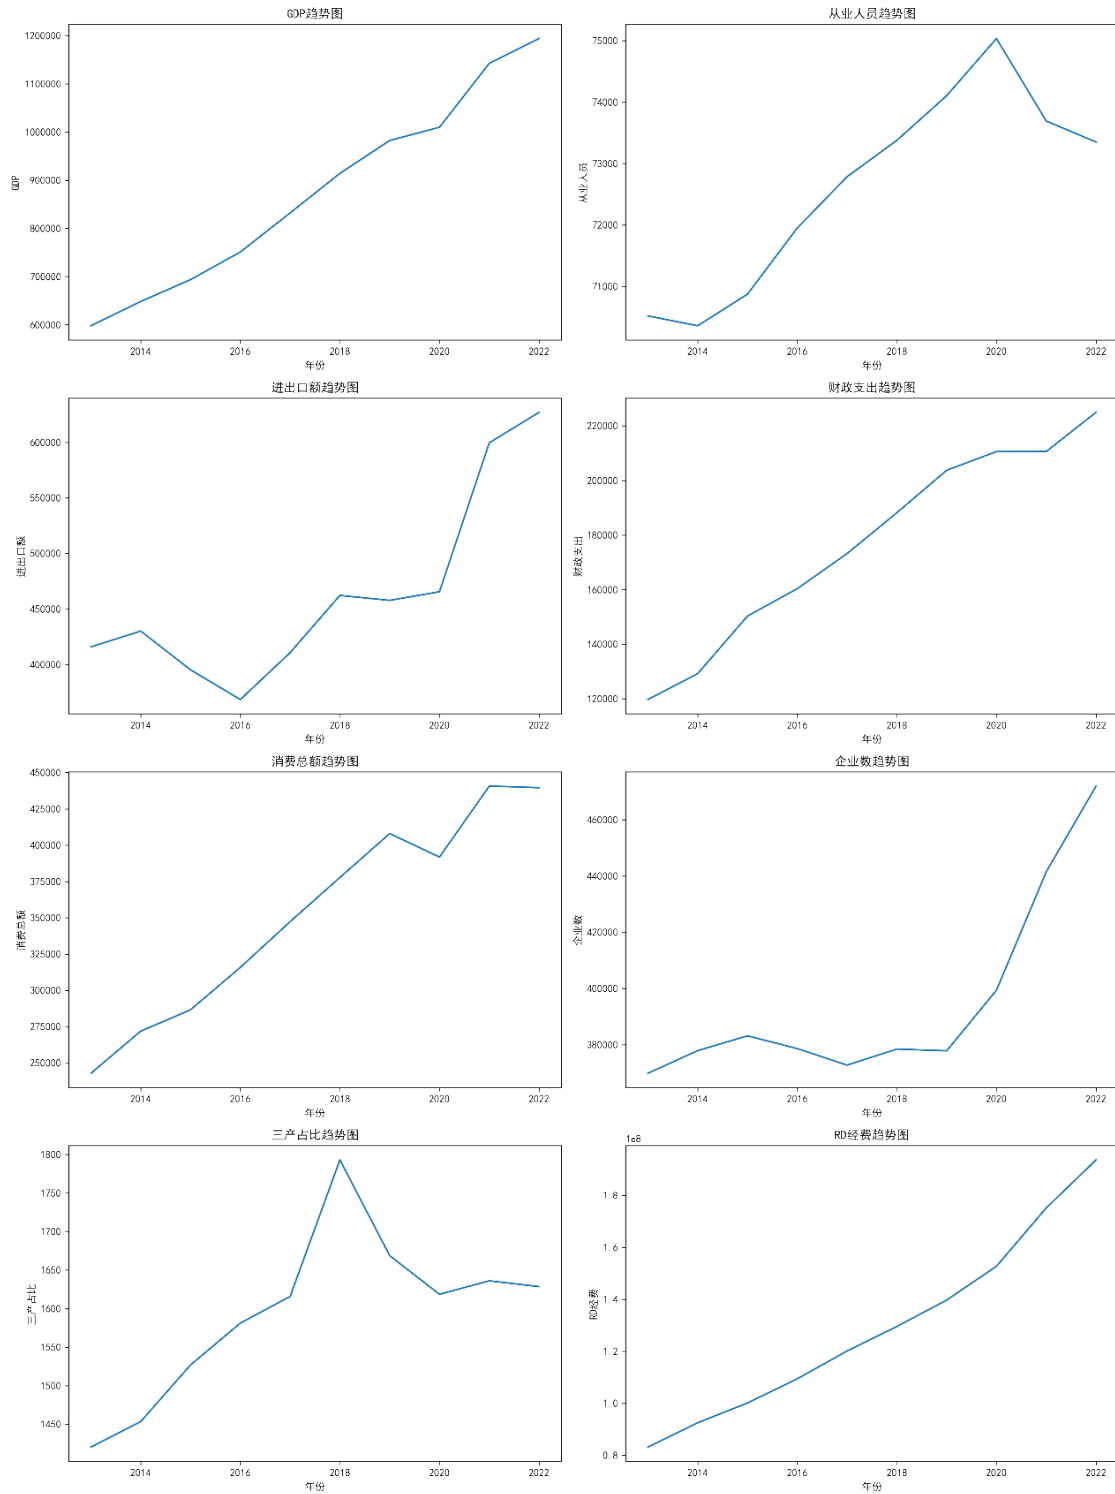 GDP趋势图
1200000
1100000
1000000
900000
800000
700000
600000
GDP
2014 2016 2018 2020 2022
年份
从业人员趋势图
75000
74000
73000
72000
71000
从业人员
2014 2016 2018 2020 2022
年份
进出口额趋势图
600000
550000
500000
450000
400000
进出口额
2014 2016 2018 2020 2022
年份
财政支出趋势图
220000
200000
180000
160000
140000
120000
财政支出
2014 2016 2018 2020 2022
年份
消费总额趋势图
450000
425000
400000
375000
350000
325000
300000
275000
250000
消费总额
2014 2016 2018 2020 2022
年份
企业数趋势图
460000
440000
420000
400000
380000
企业数
2014 2016 2018 2020 2022
年份
三产占比趋势图
1800
1750
1700
1650
1600
1550
1500
1450
三产占比
2014 2016 2018 2020 2022
年份
RD经费趋势图
1e8
1.8
1.6
1.4
1.2
1.0
0.8
RD经费
2014 2016 2018 2020 2022
年份